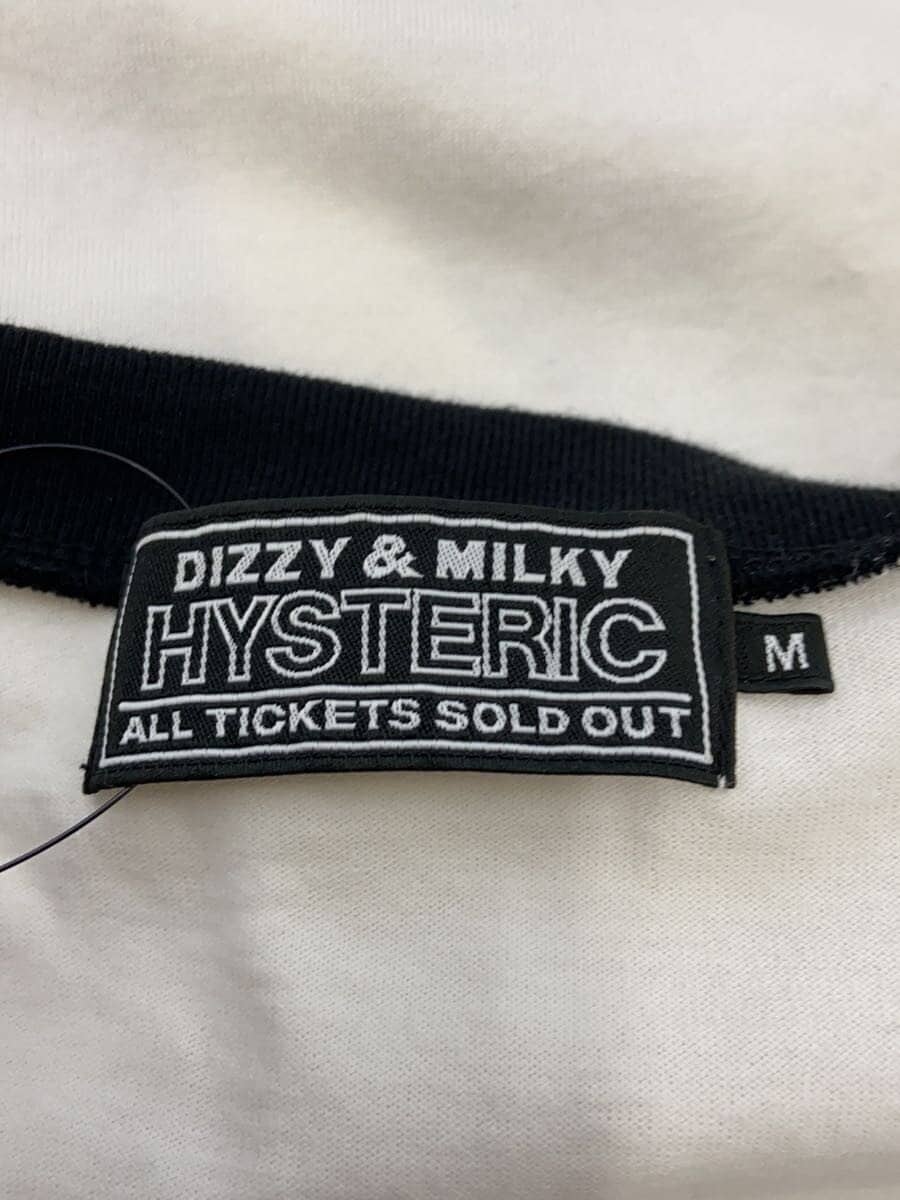 DIZZY & MILKY
HYSTERIC
ALL TICKETS SOLD OUT
M